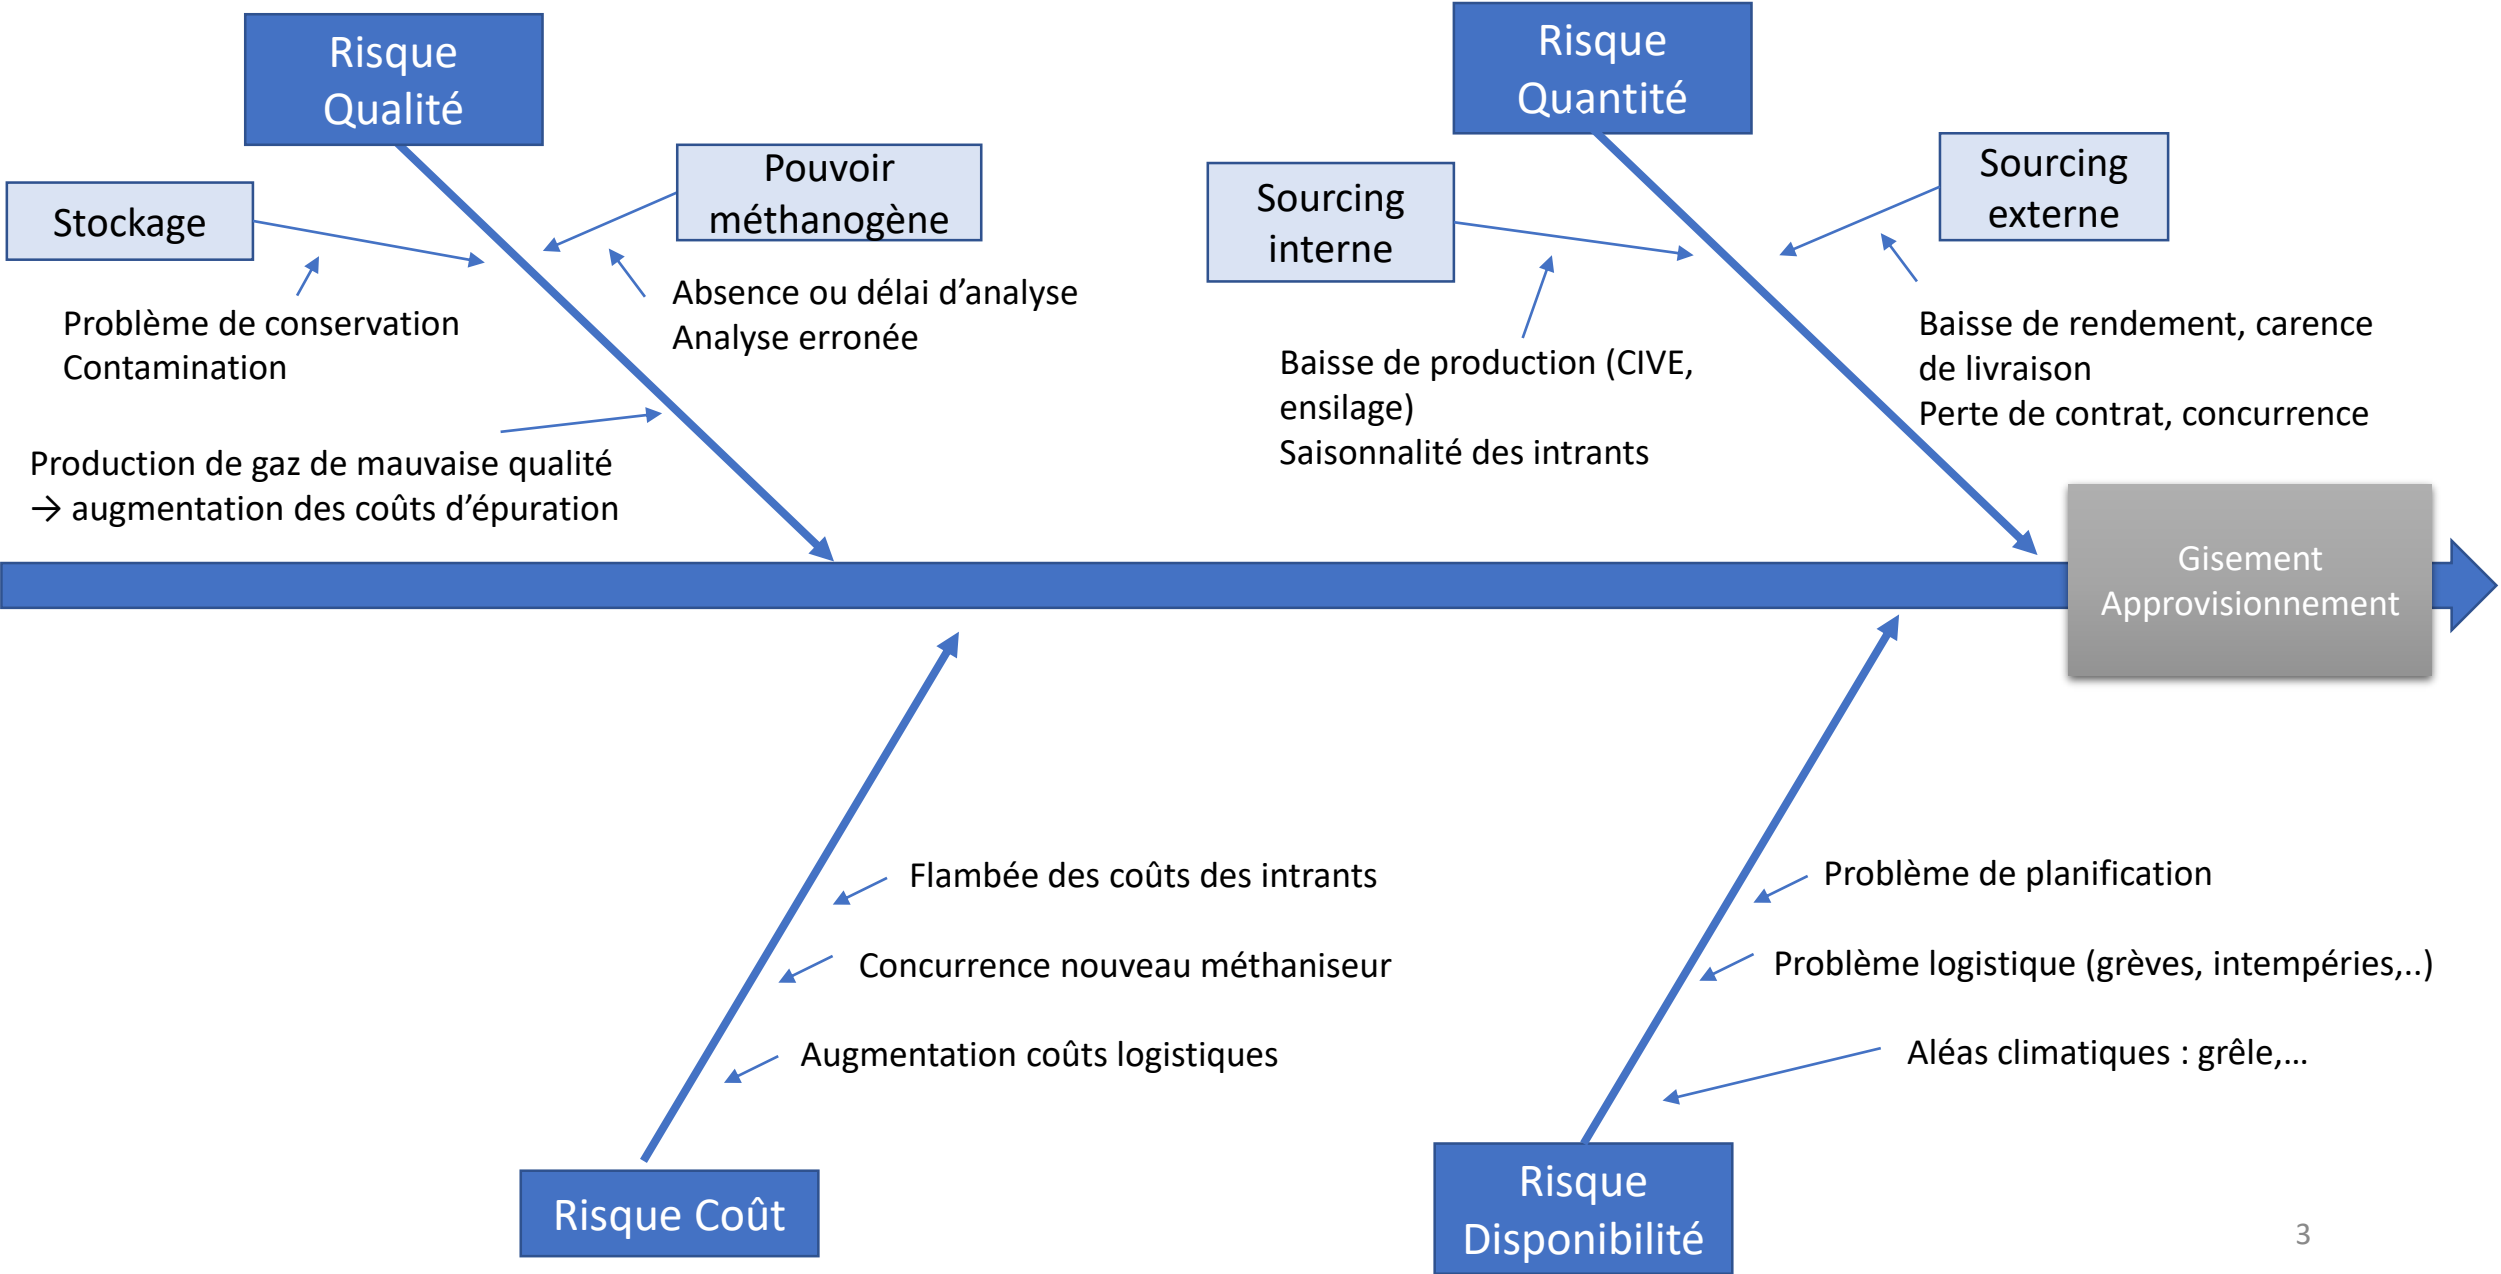 Risque
Qualité
Risque
Quantité
Stockage
Pouvoir
méthanogène
Sourcing
interne
Sourcing
externe
Problème de conservation
Contamination
Absence ou délai d’analyse
Analyse erronée
Baisse de production (CIVE,
ensilage)
Saisonnalité des intrants
Baisse de rendement, carence
de livraison
Perte de contrat, concurrence
Production de gaz de mauvaise qualité
→ augmentation des coûts d’épuration
Gisement
Approvisionnement
Flambée des coûts des intrants
Concurrence nouveau méthaniseur
Augmentation coûts logistiques
Problème de planification
Problème logistique (grèves, intempéries,..)
Aléas climatiques : grêle,…
Risque Coût
Risque
Disponibilité
3